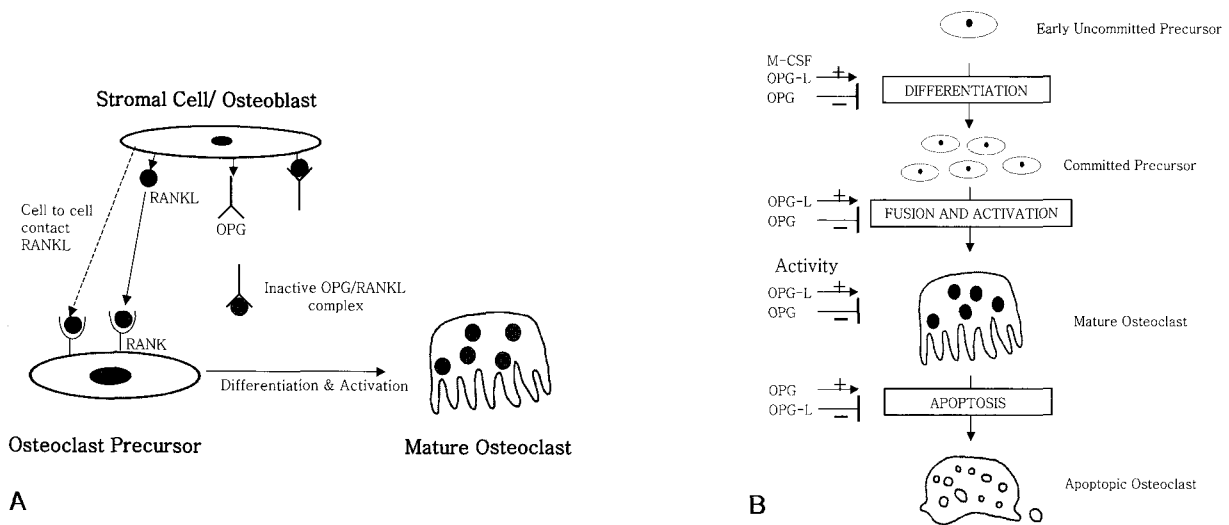 Stromal Cell/ Osteoblast
RANKL
Cell to cell
contact
RANKL
OPG
Inactive OPG/RANKL
complex
RANK
Differentiation & Activation
Osteoclast Precursor
Mature Osteoclast
A
Early Uncommitted Precursor
M-CSF
OPG-L
+
OPG
−
DIFFERENTIATION
Committed Precursor
OPG-L
+
OPG
−
FUSION AND ACTIVATION
Activity
OPG-L
+
OPG
−
Mature Osteoclast
OPG
+
OPG-L
−
APOPTOSIS
Apoptopic Osteoclast
B